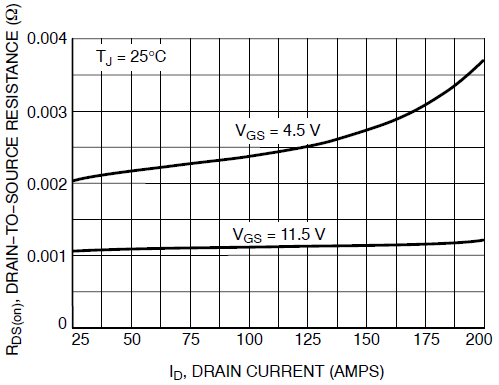 R_DS(on), DRAIN−TO−SOURCE RESISTANCE (Ω)
0.004
0.003
0.002
0.001
0
T_J = 25°C
V_GS = 4.5 V
V_GS = 11.5 V
25 50 75 100 125 150 175 200
I_D, DRAIN CURRENT (AMPS)